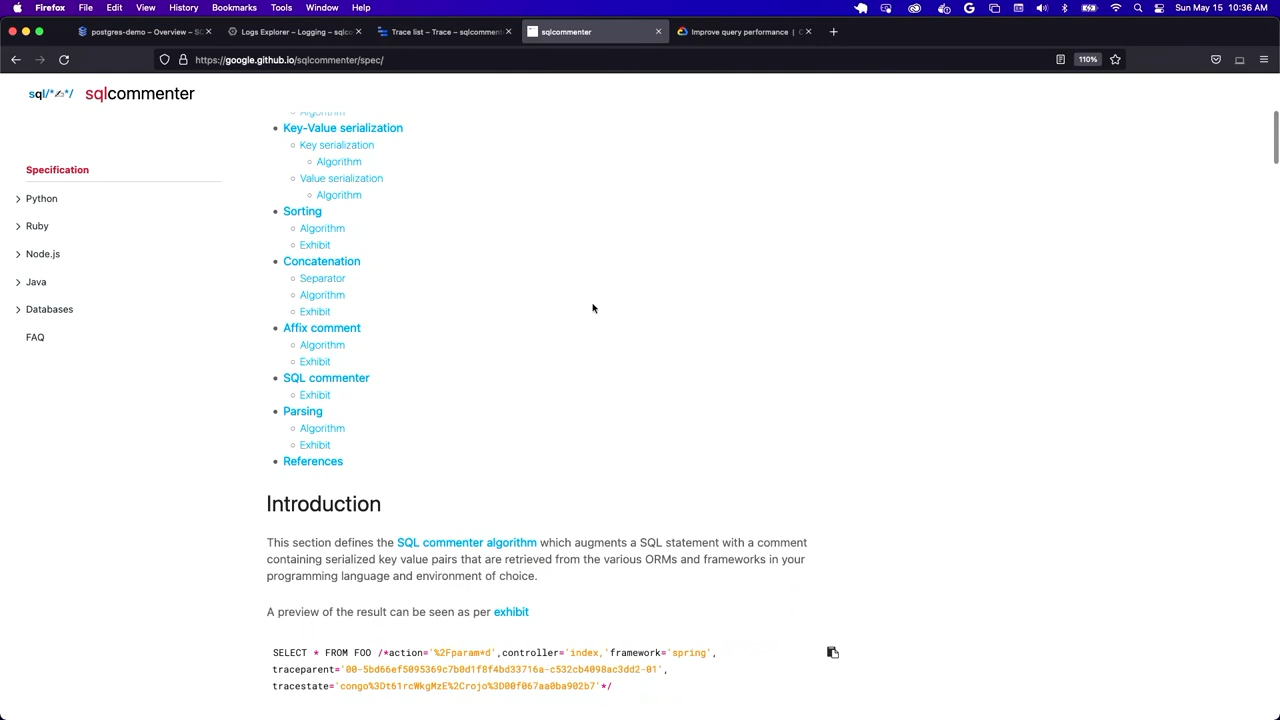 Firefox File Edit View History Bookmarks Tools Window Help Sun May 15 10:36 AM
postgres-demo – Overview – SC
Logs Explorer – Logging – sqlcc
Trace list – Trace – sqlcomment
sqlcommenter
Improve query performance | C
https://google.github.io/sqlcommenter/spec/
110%
sql/*✍*/ sqlcommenter
Specification
Python
Ruby
Node.js
Java
Databases
FAQ
Algorithm
Key-Value serialization
Key serialization
Algorithm
Value serialization
Algorithm
Sorting
Algorithm
Exhibit
Concatenation
Separator
Algorithm
Exhibit
Affix comment
Algorithm
Exhibit
SQL commenter
Exhibit
Parsing
Algorithm
Exhibit
References
Introduction
This section defines the SQL commenter algorithm which augments a SQL statement with a comment
containing serialized key value pairs that are retrieved from the various ORMs and frameworks in your
programming language and environment of choice.
A preview of the result can be seen as per exhibit
SELECT * FROM FOO /*action='%2Fparam*d',controller='index,'framework='spring',
traceparent='00-5bd66ef5095369c7b0d1f8f4bd33716a-c532cb4098ac3dd2-01',
tracestate='congo%3Dt61rcWkgMzE%2Crojo%3D00f067aa0ba902b7'*/